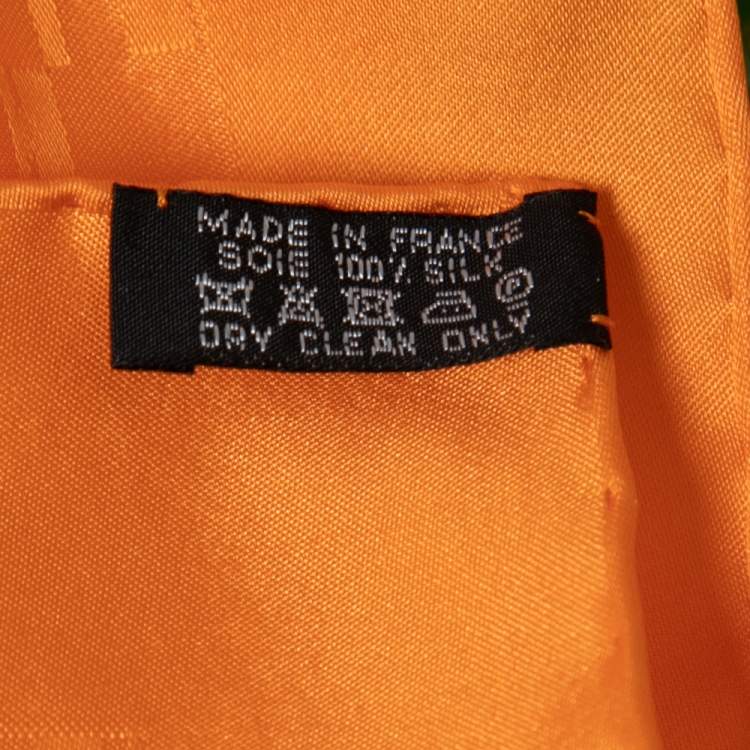 MADE IN FRANCE
SOIE 100% SILK
P
DRY CLEAN ONLY